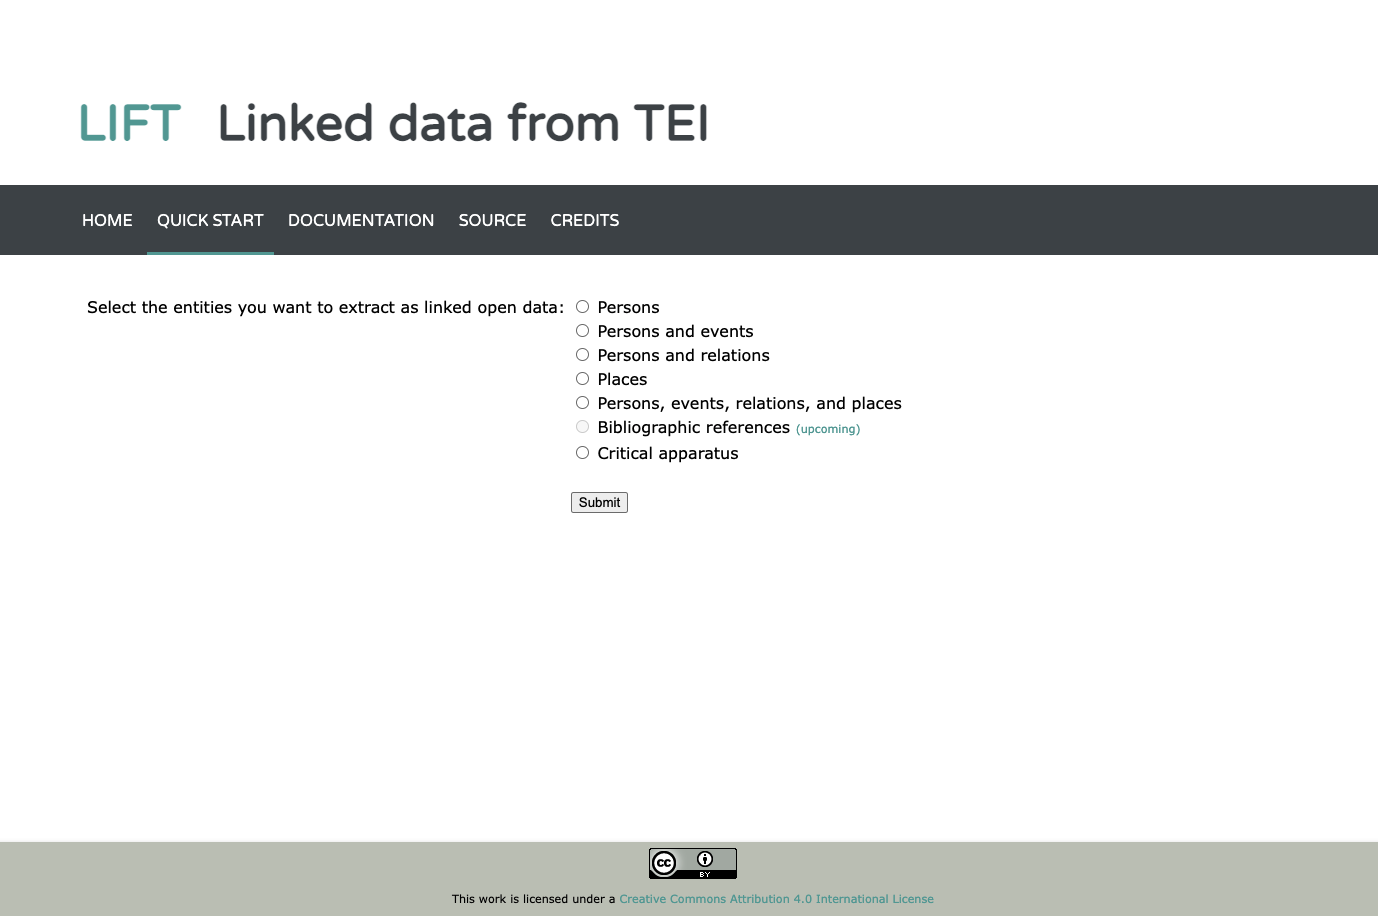 LIFT Linked data from TEI
HOME QUICK START DOCUMENTATION SOURCE CREDITS
Select the entities you want to extract as linked open data: Persons
Persons and events
Persons and relations
Places
Persons, events, relations, and places
Bibliographic references (upcoming)
Critical apparatus
Submit
cc BY
This work is licensed under a Creative Commons Attribution 4.0 International License